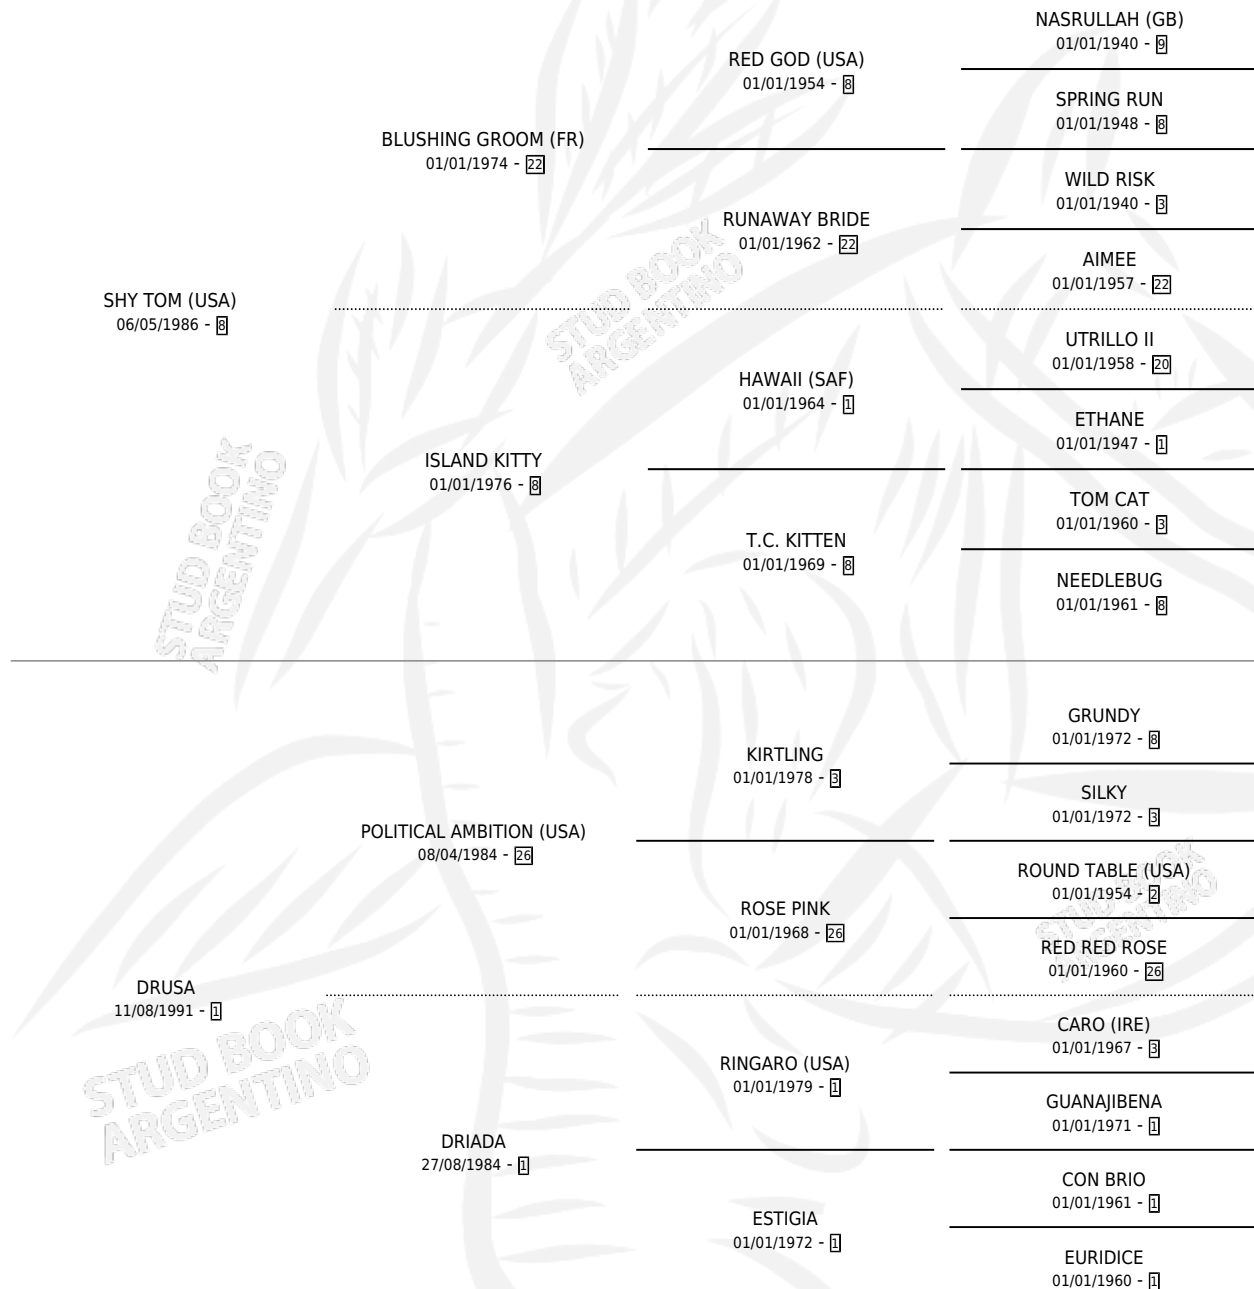 NASRULLAH (GB)
01/01/1940 - 9
RED GOD (USA)
01/01/1954 - 8
SPRING RUN
01/01/1948 - 8
BLUSHING GROOM (FR)
01/01/1974 - 22
WILD RISK
01/01/1940 - 3
RUNAWAY BRIDE
01/01/1962 - 22
AIMEE
01/01/1957 - 22
SHY TOM (USA)
06/05/1986 - 8
UTRILLO II
01/01/1958 - 20
HAWAII (SAF)
01/01/1964 - 1
ETHANE
01/01/1947 - 1
ISLAND KITTY
01/01/1976 - 8
TOM CAT
01/01/1960 - 3
T.C. KITTEN
01/01/1969 - 8
NEEDLEBUG
01/01/1961 - 8
GRUNDY
01/01/1972 - 8
KIRTLING
01/01/1978 - 3
SILKY
01/01/1972 - 3
POLITICAL AMBITION (USA)
08/04/1984 - 26
ROUND TABLE (USA)
01/01/1954 - 2
ROSE PINK
01/01/1968 - 26
RED RED ROSE
01/01/1960 - 26
DRUSA
11/08/1991 - 1
CARO (IRE)
01/01/1967 - 3
RINGARO (USA)
01/01/1979 - 1
GUANAJIBENA
01/01/1971 - 1
DRIADA
27/08/1984 - 1
CON BRIO
01/01/1961 - 1
ESTIGIA
01/01/1972 - 1
EURIDICE
01/01/1960 - 1
STUD BOOK
ARGENTINO
STUD BOOK
ARGENTINO
STUD BOOK
ARGENTINO
STUD BOOK
ARGENTINO